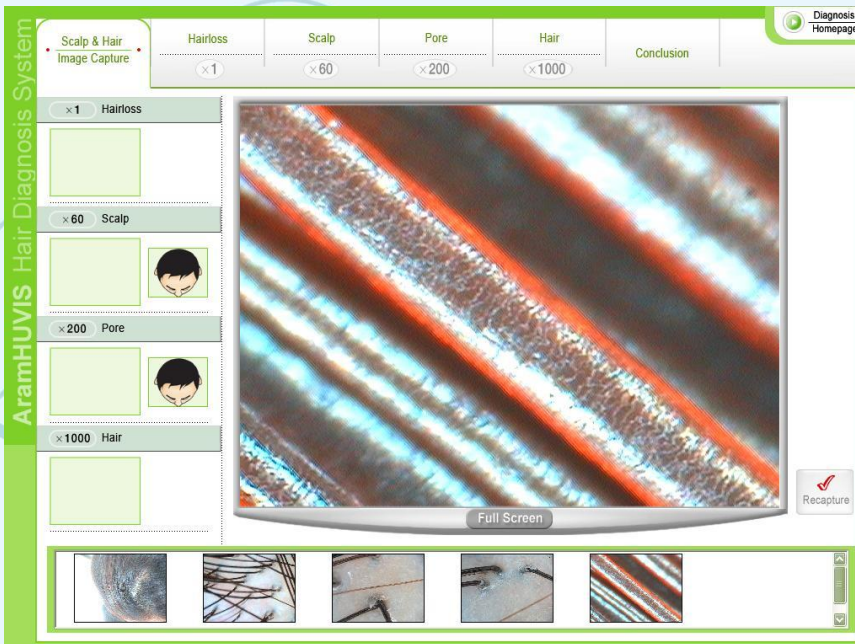 AramHUVIS Hair Diagnosis System
Scalp & Hair
Image Capture
Hairloss
×1
Scalp
×60
Pore
×200
Hair
×1000
Conclusion
Diagnosis
Homepage
×1 Hairloss
×60 Scalp
×200 Pore
×1000 Hair
Full Screen
Recapture